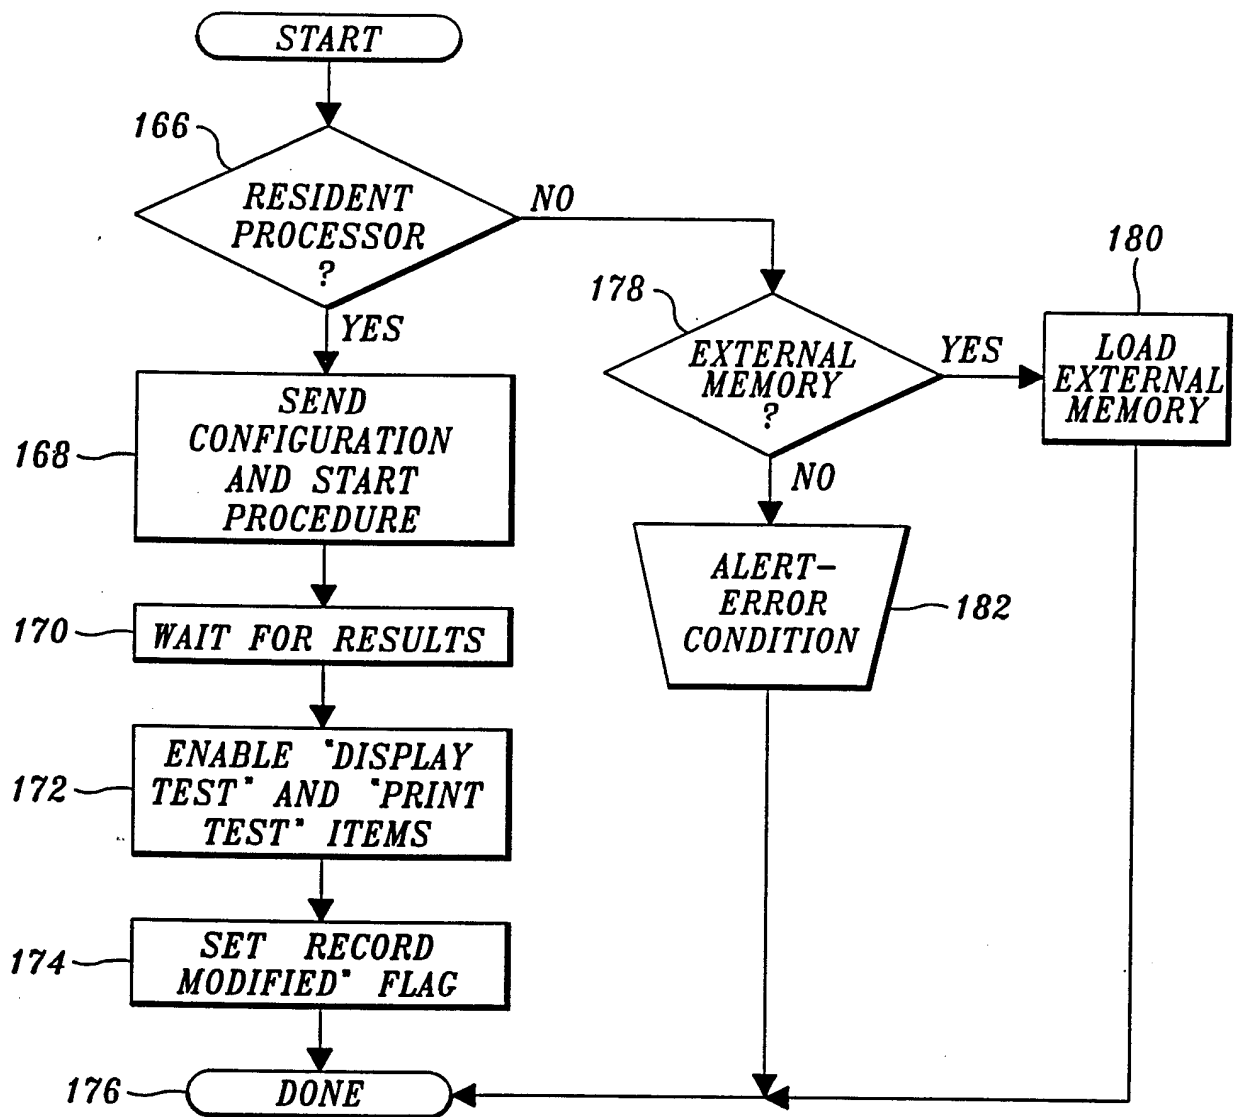 START
166
RESIDENT
PROCESSOR
?
NO
YES
178
EXTERNAL
MEMORY
?
YES
180
LOAD
EXTERNAL
MEMORY
NO
168
SEND
CONFIGURATION
AND START
PROCEDURE
ALERT-
ERROR
CONDITION
182
170
WAIT FOR RESULTS
172
ENABLE "DISPLAY
TEST" AND "PRINT
TEST" ITEMS
174
SET RECORD
MODIFIED" FLAG
176
DONE